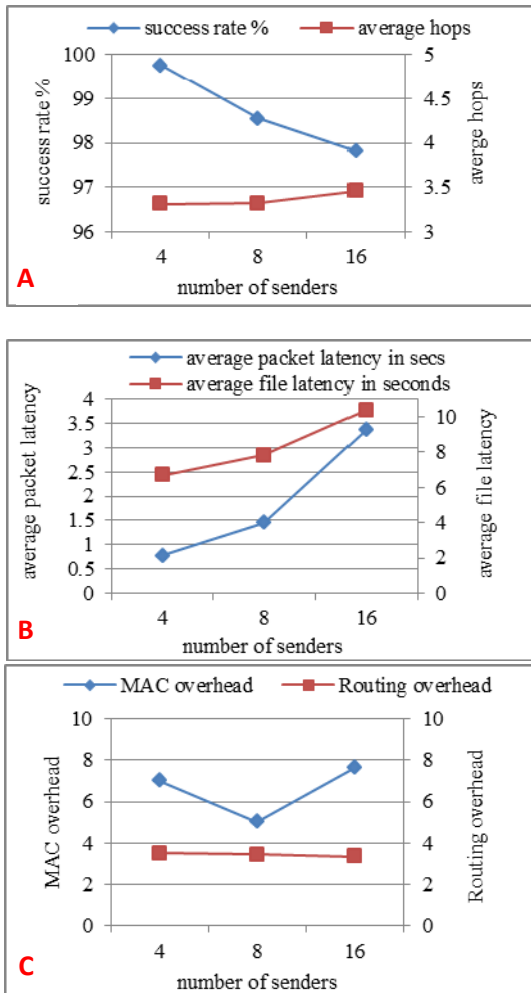 success rate % average hops
100
99
98
97
96
5
4.5
4
3.5
3
success rate %
averge hops
4 8 16
number of senders
A
average packet latency in secs
average file latency in seconds
4
3.5
3
2.5
2
1.5
1
0.5
0
10
8
6
4
2
0
average packet latency
average file latency
4 8 16
number of senders
B
MAC overhead Routing overhead
10
8
6
4
2
0
10
8
6
4
2
0
MAC overhead
Routing overhead
4 8 16
number of senders
C